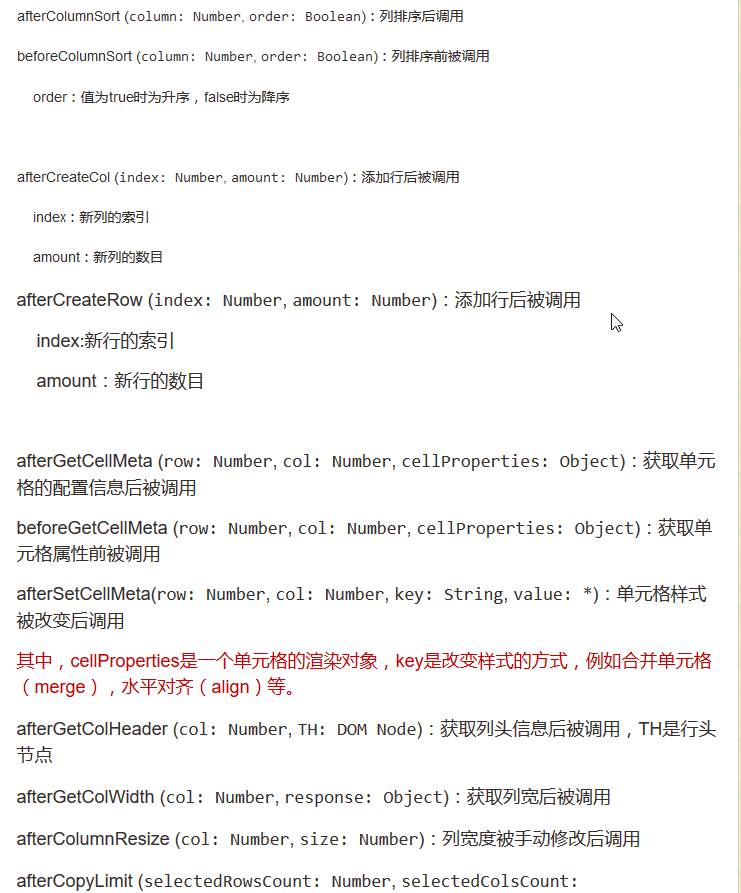 afterColumnSort (column: Number, order: Boolean)：列排序后调用
beforeColumnSort (column: Number, order: Boolean)：列排序前被调用
order：值为true时为升序，false时为降序
afterCreateCol (index: Number, amount: Number)：添加行后被调用
index：新列的索引
amount：新列的数目
afterCreateRow (index: Number, amount: Number)：添加行后被调用
index:新行的索引
amount：新行的数目
afterGetCellMeta (row: Number, col: Number, cellProperties: Object)：获取单元
格的配置信息后被调用
beforeGetCellMeta (row: Number, col: Number, cellProperties: Object)：获取单
元格属性前被调用
afterSetCellMeta(row: Number, col: Number, key: String, value: *)：单元格样式
被改变后调用
其中，cellProperties是一个单元格的渲染对象，key是改变样式的方式，例如合并单元格
（merge），水平对齐（align）等。
afterGetColHeader (col: Number, TH: DOM Node)：获取列头信息后被调用，TH是行头
节点
afterGetColWidth (col: Number, response: Object)：获取列宽后被调用
afterColumnResize (col: Number, size: Number)：列宽度被手动修改后调用
afterCopyLimit (selectedRowsCount: Number, selectedColsCount: